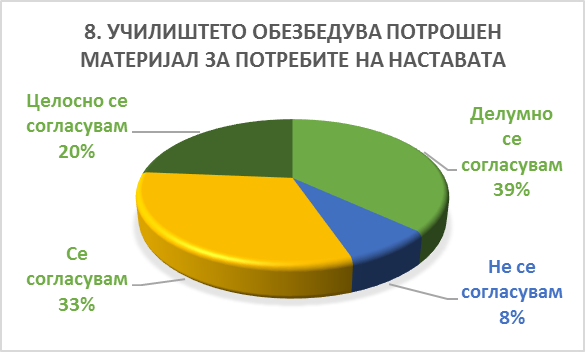 8. УЧИЛИШТЕТО ОБЕЗБЕДУВА ПОТРОШЕН
МАТЕРИЈАЛ ЗА ПОТРЕБИТЕ НА НАСТАВАТА
Целосно се
согласувам
20%
Делумно
се
согласувам
39%
Се
согласувам
33%
Не се
согласувам
8%